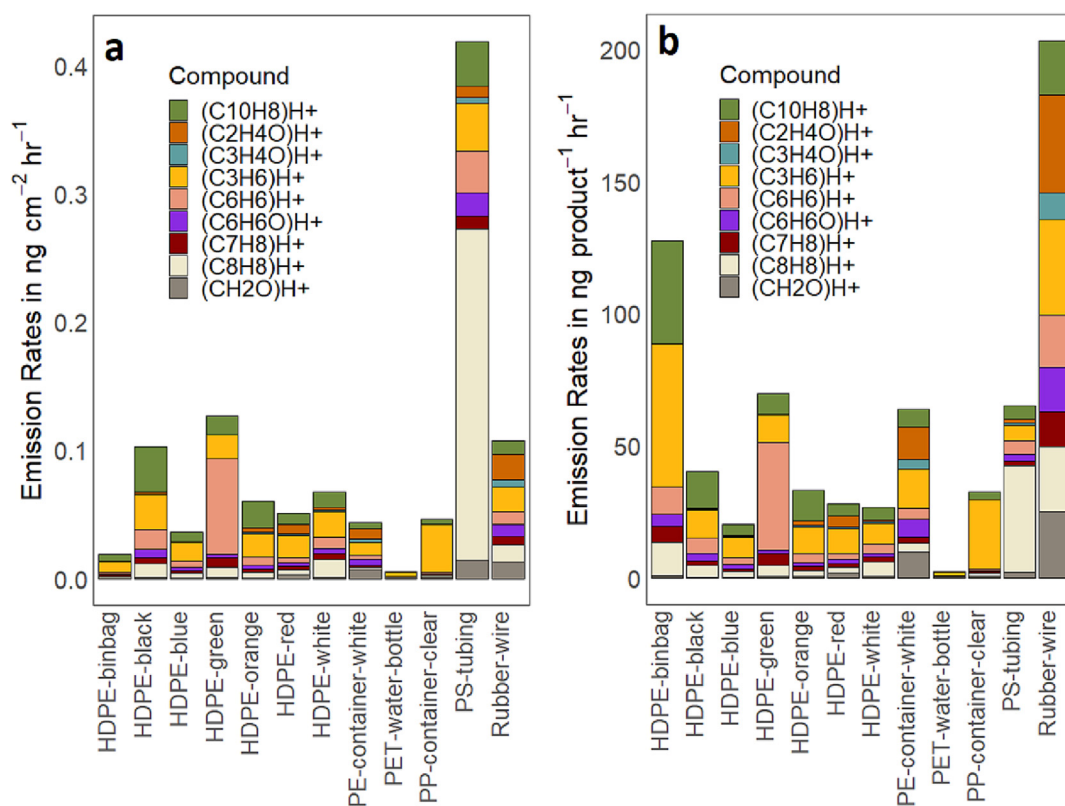 a
Emission Rates in ng cm⁻² hr⁻¹
0.4
0.3
0.2
0.1
0.0
Compound
(C10H8)H+
(C2H4O)H+
(C3H4O)H+
(C3H6)H+
(C6H6)H+
(C6H6O)H+
(C7H8)H+
(C8H8)H+
(CH2O)H+
HDPE-binbag
HDPE-black
HDPE-blue
HDPE-green
HDPE-orange
HDPE-red
HDPE-white
PE-container-white
PET-water-bottle
PP-container-clear
PS-tubing
Rubber-wire
b
Emission Rates in ng product⁻¹ hr⁻¹
200
150
100
50
0
Compound
(C10H8)H+
(C2H4O)H+
(C3H4O)H+
(C3H6)H+
(C6H6)H+
(C6H6O)H+
(C7H8)H+
(C8H8)H+
(CH2O)H+
HDPE-binbag
HDPE-black
HDPE-blue
HDPE-green
HDPE-orange
HDPE-red
HDPE-white
PE-container-white
PET-water-bottle
PP-container-clear
PS-tubing
Rubber-wire